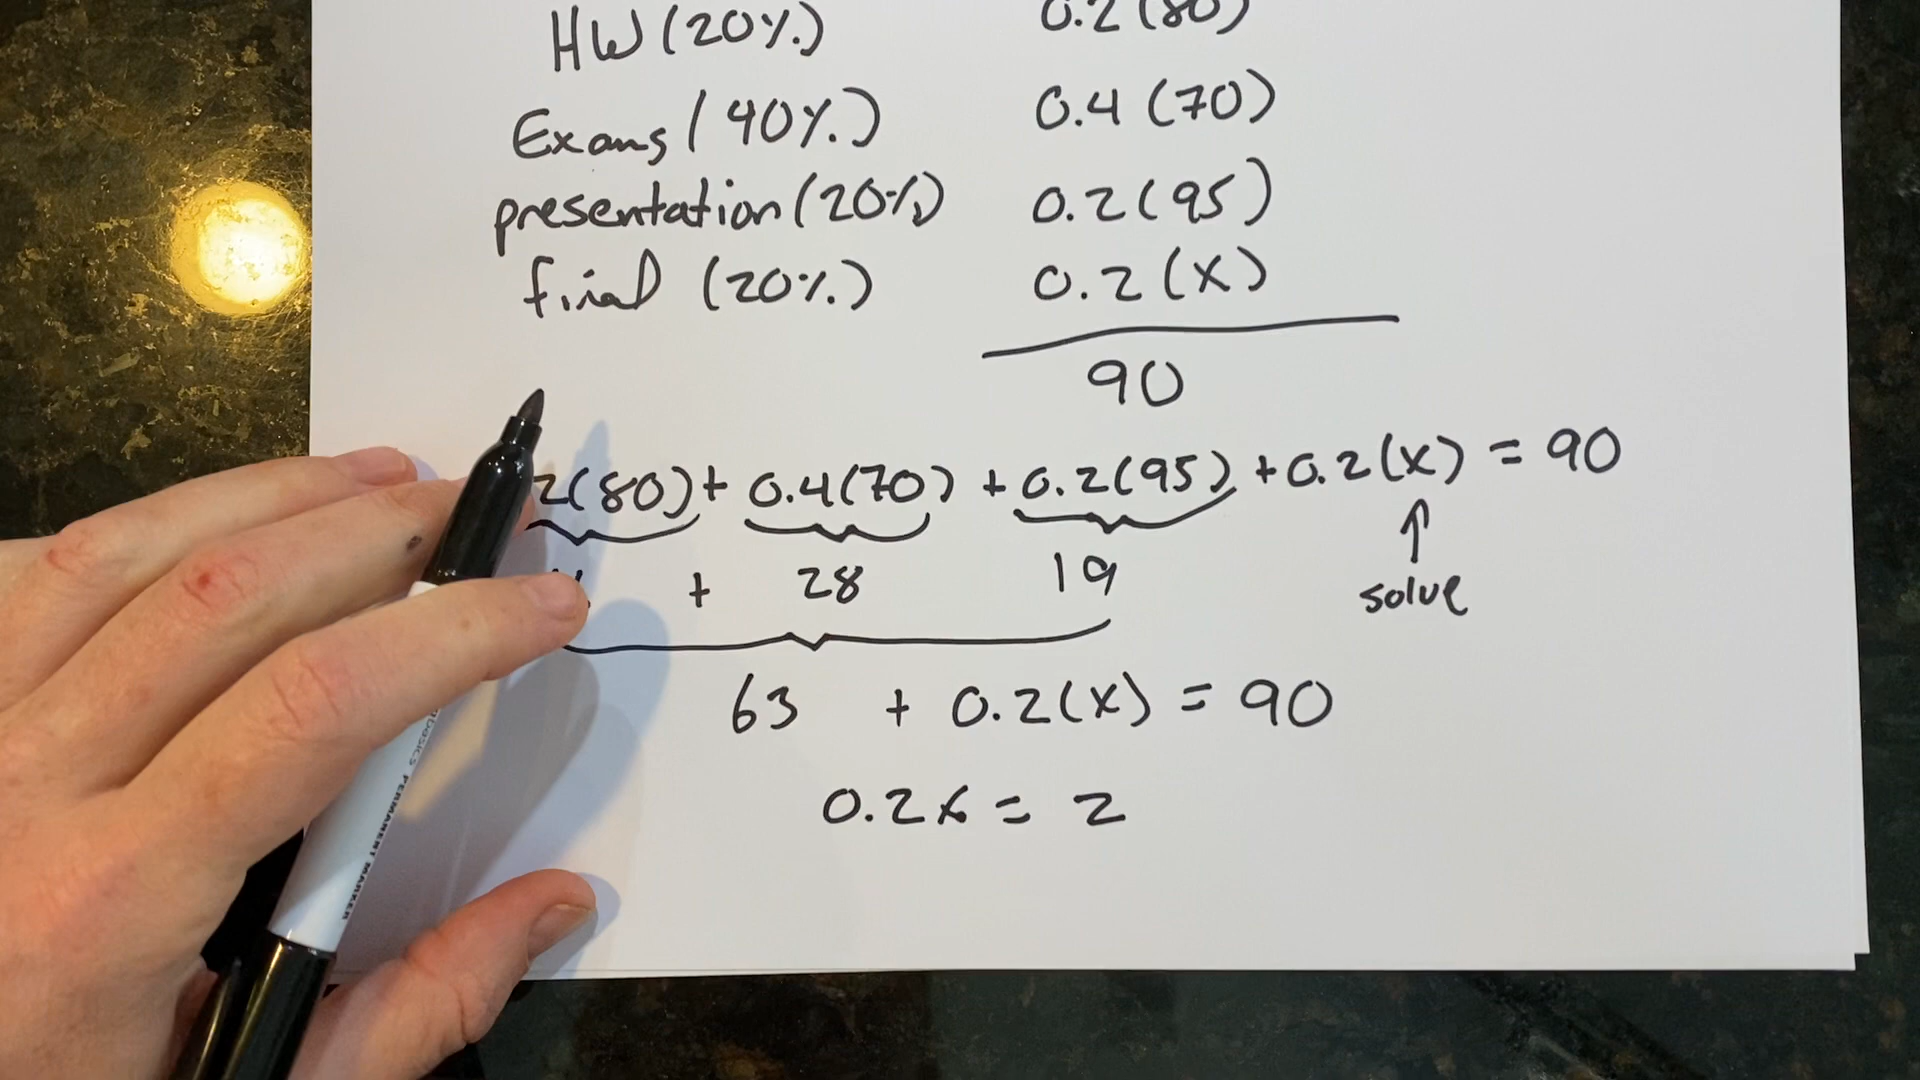 HW (20%) 0.2 (80)
Exams (40%) 0.4 (70)
presentation (20%) 0.2 (95)
final (20%) 0.2 (x)
90
2(80) + 0.4(70) + 0.2(95) + 0.2(x) = 90
+ 28 19 solve
63 + 0.2(x) = 90
0.2x = 2
PERMANENT MARKER